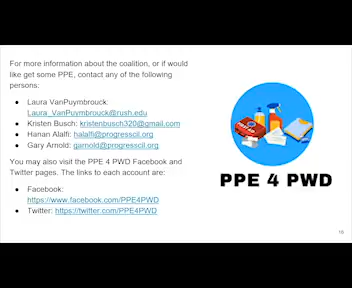 For more information about the coalition, or if would
like get some PPE, contact any of the following
persons:
● Laura VanPuymbrouck:
Laura_VanPuymbrouck@rush.edu
● Kristen Busch: kristenbusch320@gmail.com
● Hanan Alalfi: halalfi@progresscil.org
● Gary Arnold: garnold@progresscil.org
You may also visit the PPE 4 PWD Facebook and
Twitter pages. The links to each account are:
● Facebook:
https://www.facebook.com/PPE4PWD
● Twitter: https://twitter.com/PPE4PWD
PPE 4 PWD